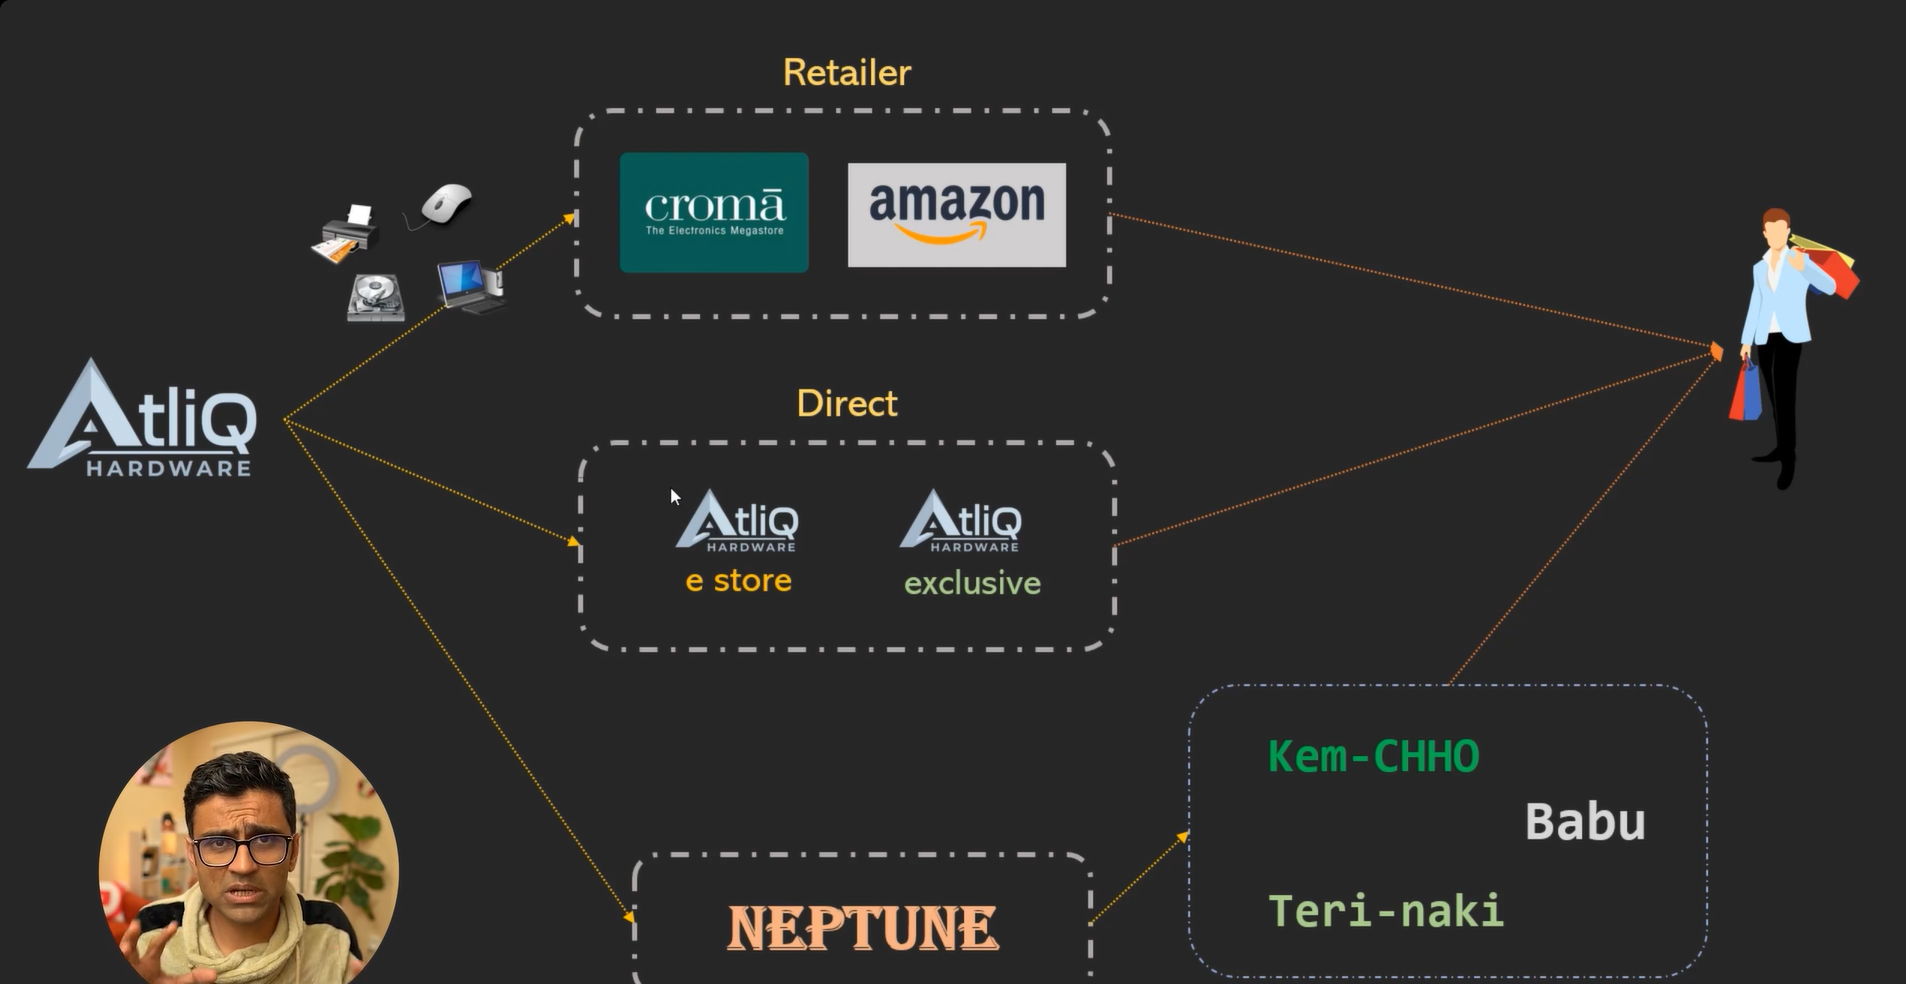 Retailer
cromā
The Electronics Megastore
amazon
AtliQ
HARDWARE
Direct
AtliQ
HARDWARE
e store
AtliQ
HARDWARE
exclusive
Kem-CHHO
Babu
Teri-naki
NEPTUNE